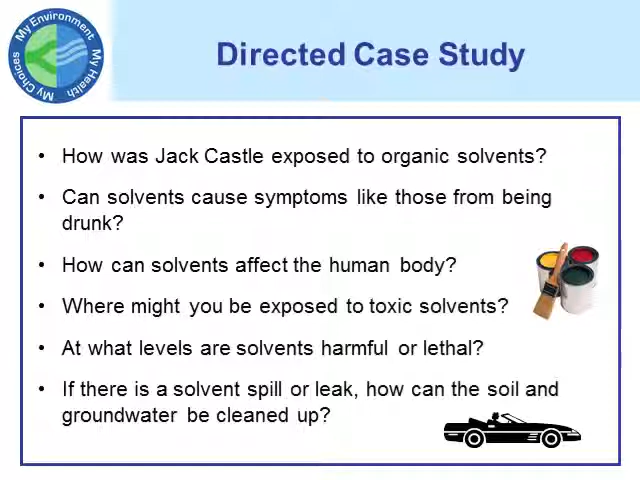 My Environment
My Health
My Choices
Directed Case Study
• How was Jack Castle exposed to organic solvents?
• Can solvents cause symptoms like those from being
drunk?
• How can solvents affect the human body?
• Where might you be exposed to toxic solvents?
• At what levels are solvents harmful or lethal?
• If there is a solvent spill or leak, how can the soil and
groundwater be cleaned up?